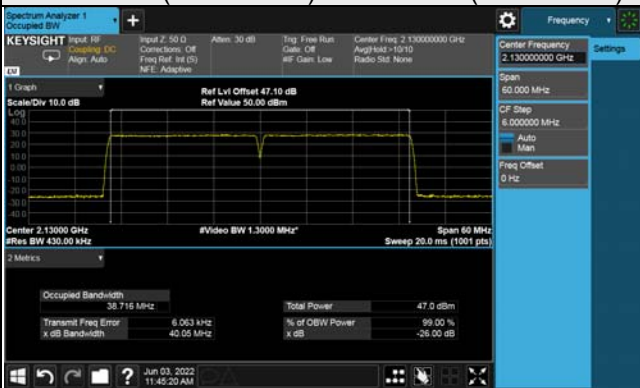 Spectrum Analyzer 1
Occupied BW
Frequency
KEYSIGHT
Input: RF
Coupling: DC
Align: Auto
Input Z: 50 Ω
Corrections: Off
Freq Ref: Int (S)
NFE: Adaptive
Atten: 30 dB
Trig: Free Run
Gate: Off
#IF Gain: Low
Center Freq: 2.130000000 GHz
Avg|Hold:>10/10
Radio Std: None
Center Frequency
2.130000000 GHz
Settings
Span
60.000 MHz
CF Step
6.000000 MHz
Auto
Man
Freq Offset
0 Hz
1 Graph
Scale/Div 10.0 dB
Ref Lvl Offset 47.10 dB
Ref Value 50.00 dBm
Log
40.0
30.0
20.0
10.0
0.00
-10.0
-20.0
-30.0
-40.0
Center 2.13000 GHz
#Res BW 430.00 kHz
#Video BW 1.3000 MHz*
Span 60 MHz
Sweep 20.0 ms (1001 pts)
2 Metrics
Occupied Bandwidth
38.716 MHz
Total Power
47.0 dBm
Transmit Freq Error
6.063 kHz
% of OBW Power
99.00 %
x dB Bandwidth
40.05 MHz
x dB
-26.00 dB
?
Jun 03, 2022
11:45:20 AM